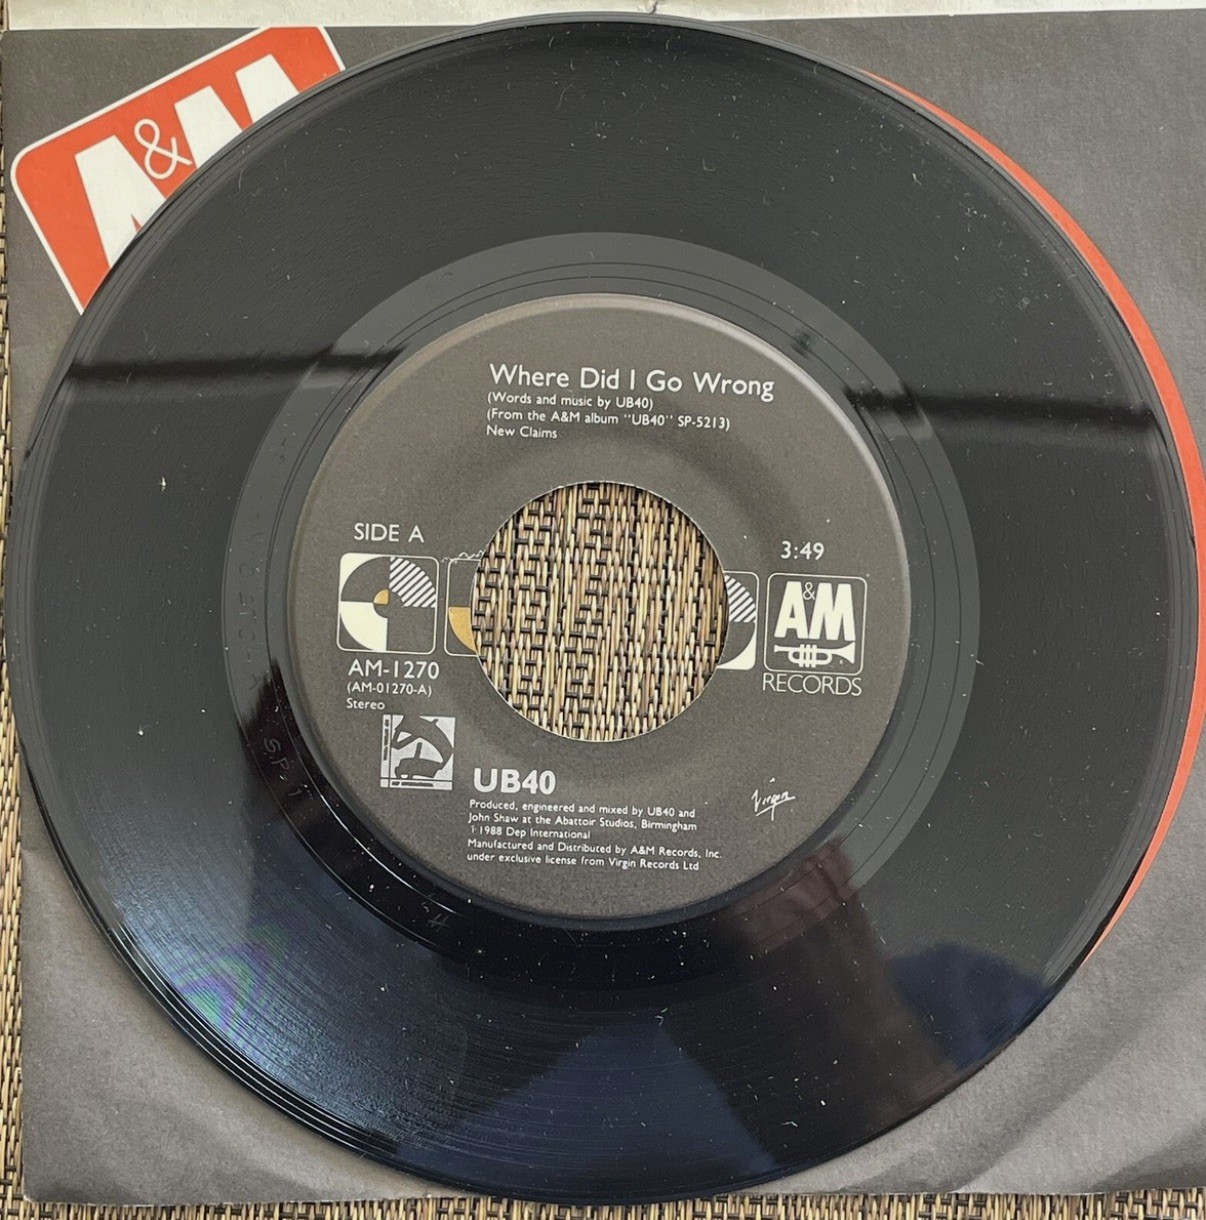 A&M
Where Did I Go Wrong
(Words and music by UB40)
(From the A&M album "UB40" SP-5213)
New Claims
SIDE A
3:49
A&M
RECORDS
AM-1270
(AM-01270-A)
Stereo
UB40
Produced, engineered and mixed by UB40 and
John Shaw at the Abattoir Studios, Birmingham
1988 Dep International
Manufactured and Distributed by A&M Records, Inc.
under exclusive license from Virgin Records Ltd
Virgin
S.P-1